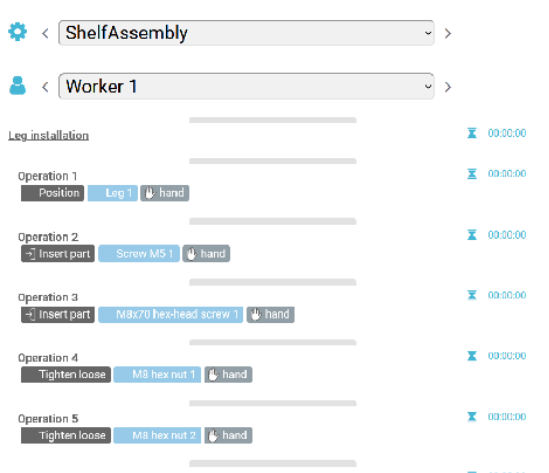 ShelfAssembly
Worker 1
Leg installation 00:00:00
Operation 1 00:00:00
Position Leg 1 hand
Operation 2 00:00:00
Insert part Screw M5 1 hand
Operation 3 00:00:00
Insert part M8x70 hex-head screw 1 hand
Operation 4 00:00:00
Tighten loose M8 hex nut 1 hand
Operation 5 00:00:00
Tighten loose M8 hex nut 2 hand